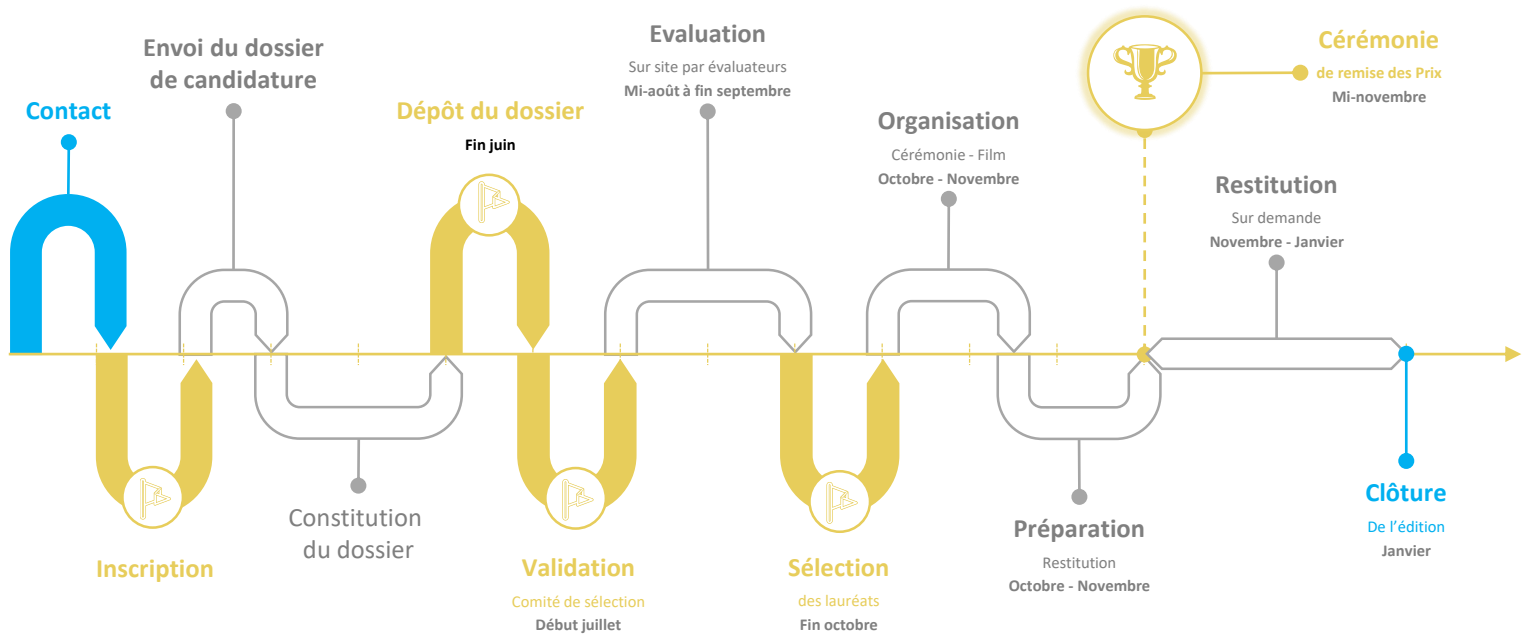 Contact
Inscription
Envoi du dossier
de candidature
Constitution
du dossier
Dépôt du dossier
Fin juin
Validation
Comité de sélection
Début juillet
Evaluation
Sur site par évaluateurs
Mi-août à fin septembre
Sélection
des lauréats
Fin octobre
Organisation
Cérémonie - Film
Octobre - Novembre
Préparation
Restitution
Octobre - Novembre
Cérémonie
de remise des Prix
Mi-novembre
Restitution
Sur demande
Novembre - Janvier
Clôture
De l'édition
Janvier